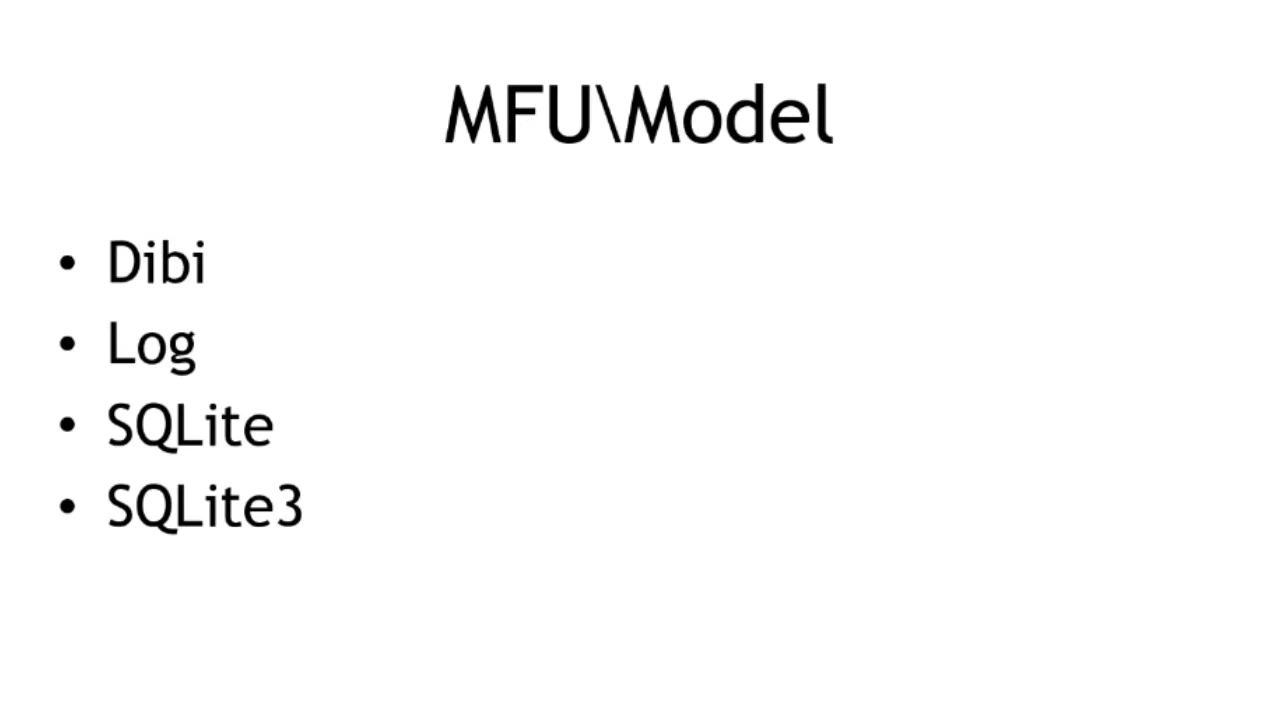 MFU\Model
• Dibi
• Log
• SQLite
• SQLite3